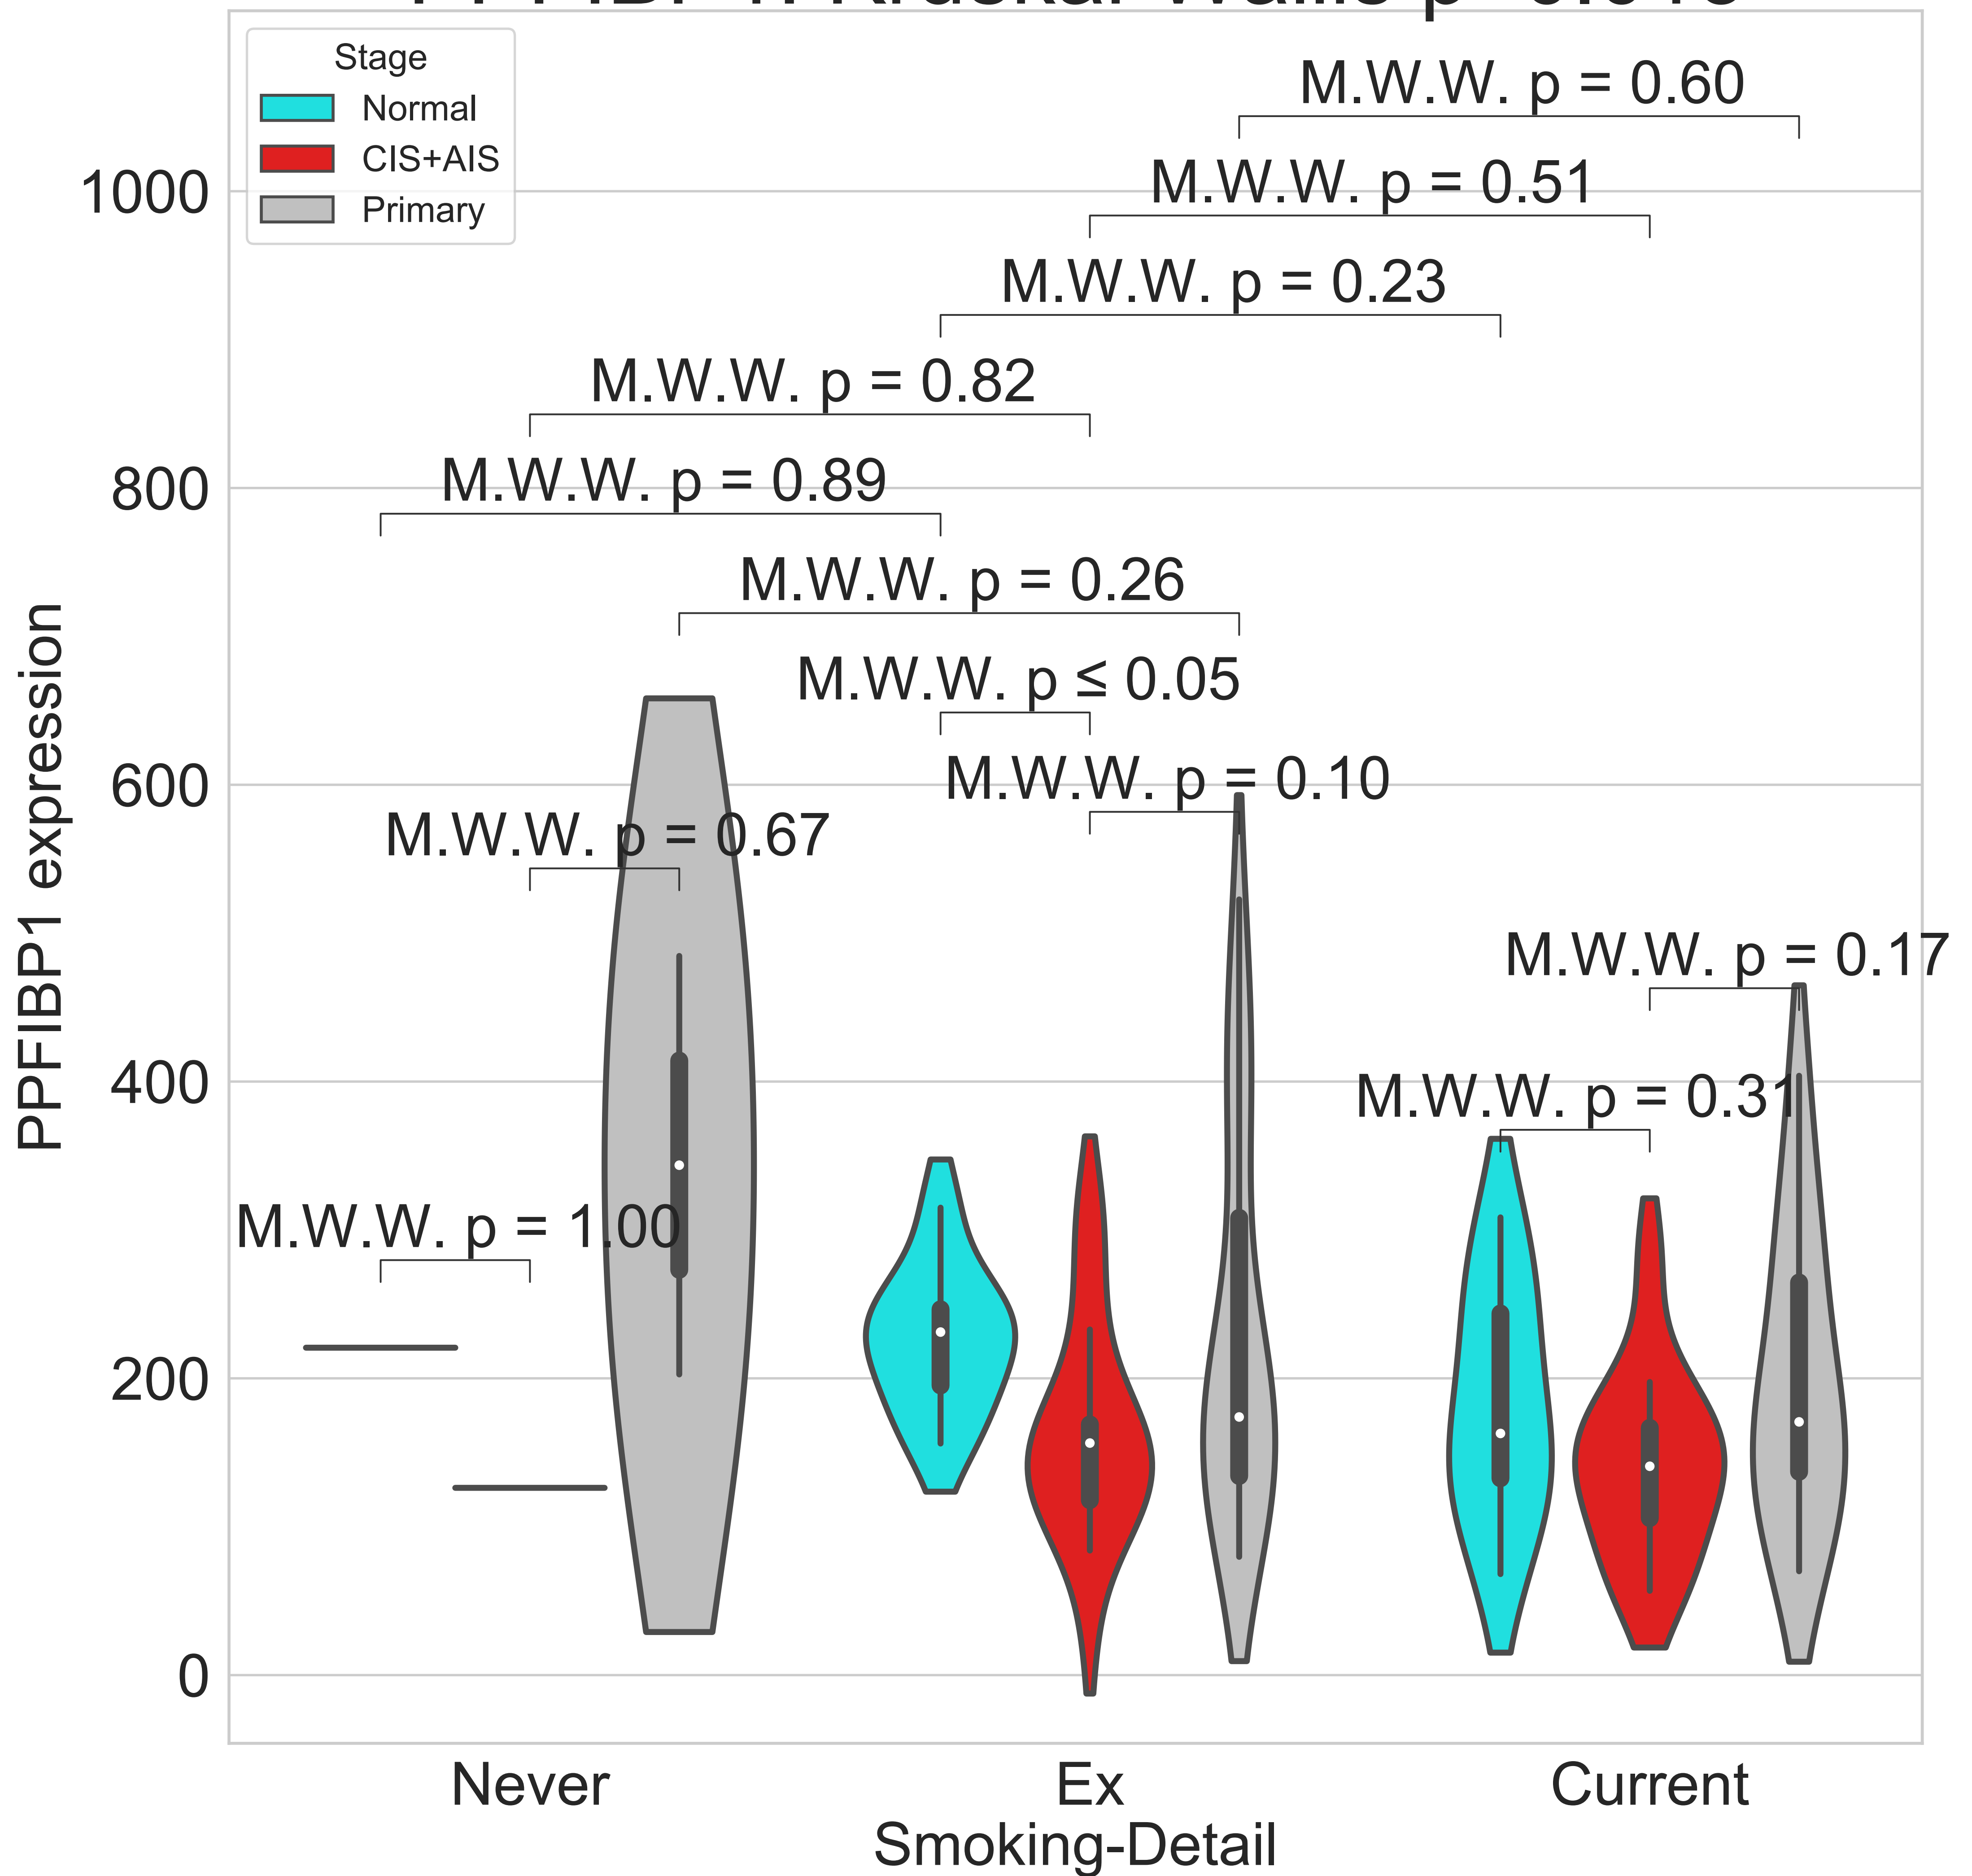 Stage
Normal
CIS+AIS
Primary
M.W.W. p = 0.60
M.W.W. p = 0.51
M.W.W. p = 0.23
M.W.W. p = 0.82
M.W.W. p = 0.89
M.W.W. p = 0.26
M.W.W. p ≤ 0.05
M.W.W. p = 0.10
M.W.W. p = 0.67
M.W.W. p = 0.17
M.W.W. p = 0.31
M.W.W. p = 1.00
1000
800
600
400
200
0
PPFIBP1 expression
Never
Ex
Current
Smoking-Detail